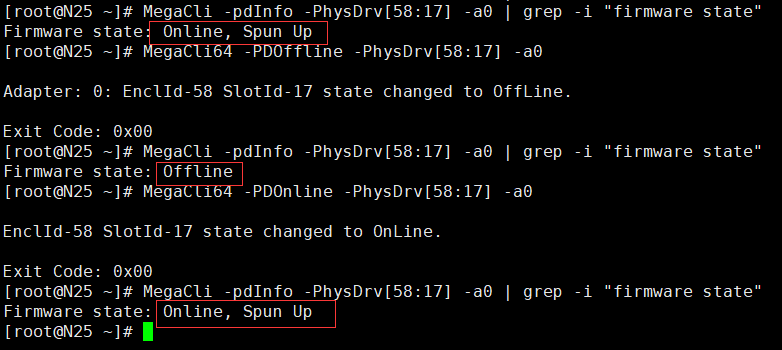 [root@N25 ~]# MegaCli -pdInfo -PhysDrv[58:17] -a0 | grep -i "firmware state"
Firmware state: Online, Spun Up
[root@N25 ~]# MegaCli64 -PDOffline -PhysDrv[58:17] -a0
Adapter: 0: EnclId-58 SlotId-17 state changed to OffLine.
Exit Code: 0x00
[root@N25 ~]# MegaCli -pdInfo -PhysDrv[58:17] -a0 | grep -i "firmware state"
Firmware state: Offline
[root@N25 ~]# MegaCli64 -PDOnline -PhysDrv[58:17] -a0
EnclId-58 SlotId-17 state changed to OnLine.
Exit Code: 0x00
[root@N25 ~]# MegaCli -pdInfo -PhysDrv[58:17] -a0 | grep -i "firmware state"
Firmware state: Online, Spun Up
[root@N25 ~]#